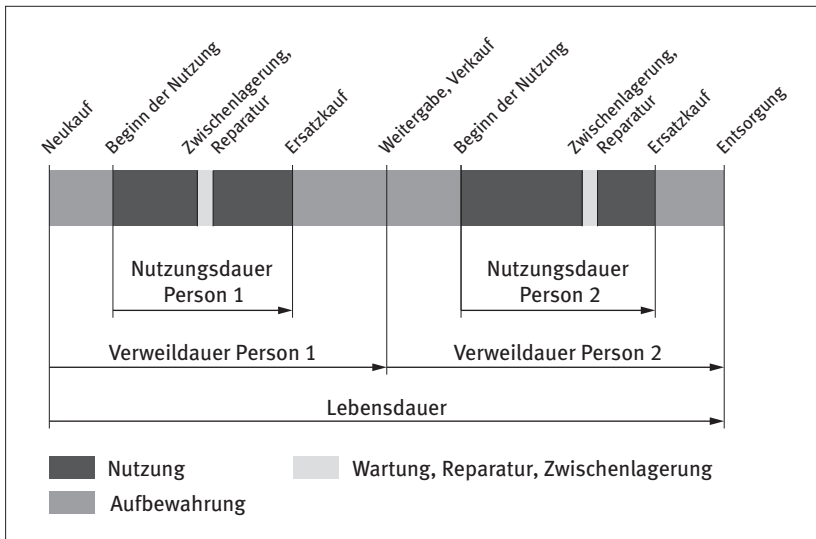 Neukauf
Beginn der Nutzung
Zwischenlagerung,
Reparatur
Ersatzkauf
Weitergabe, Verkauf
Beginn der Nutzung
Zwischenlagerung,
Reparatur
Ersatzkauf
Entsorgung
Nutzungsdauer
Person 1
Nutzungsdauer
Person 2
Verweildauer Person 1
Verweildauer Person 2
Lebensdauer
Nutzung
Wartung, Reparatur, Zwischenlagerung
Aufbewahrung